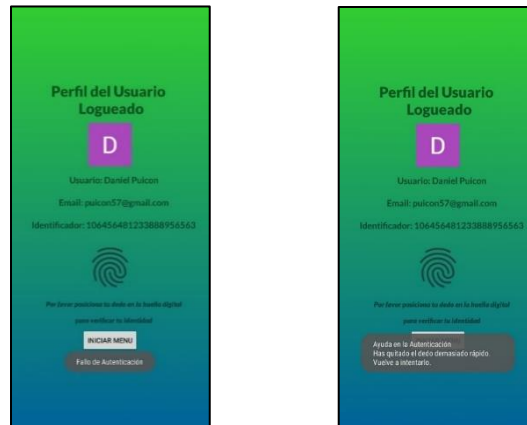 Perfil del Usuario
Logueado
D
Usuario: Daniel Puicon
Email: puicon57@gmail.com
Identificador: 106456481233888956563
Por favor posicione tu dedo en la huella digital
para verificar tu identidad
INICIAR MENU
Fallo de Autenticación
Perfil del Usuario
Logueado
D
Usuario: Daniel Puicon
Email: puicon57@gmail.com
Identificador: 106456481233888956563
Por favor posicione tu dedo en la huella digital
para verificar tu identidad
Ayuda en la Autenticación
Has quitado el dedo demasiado rápido.
Vuelve a intentarlo.